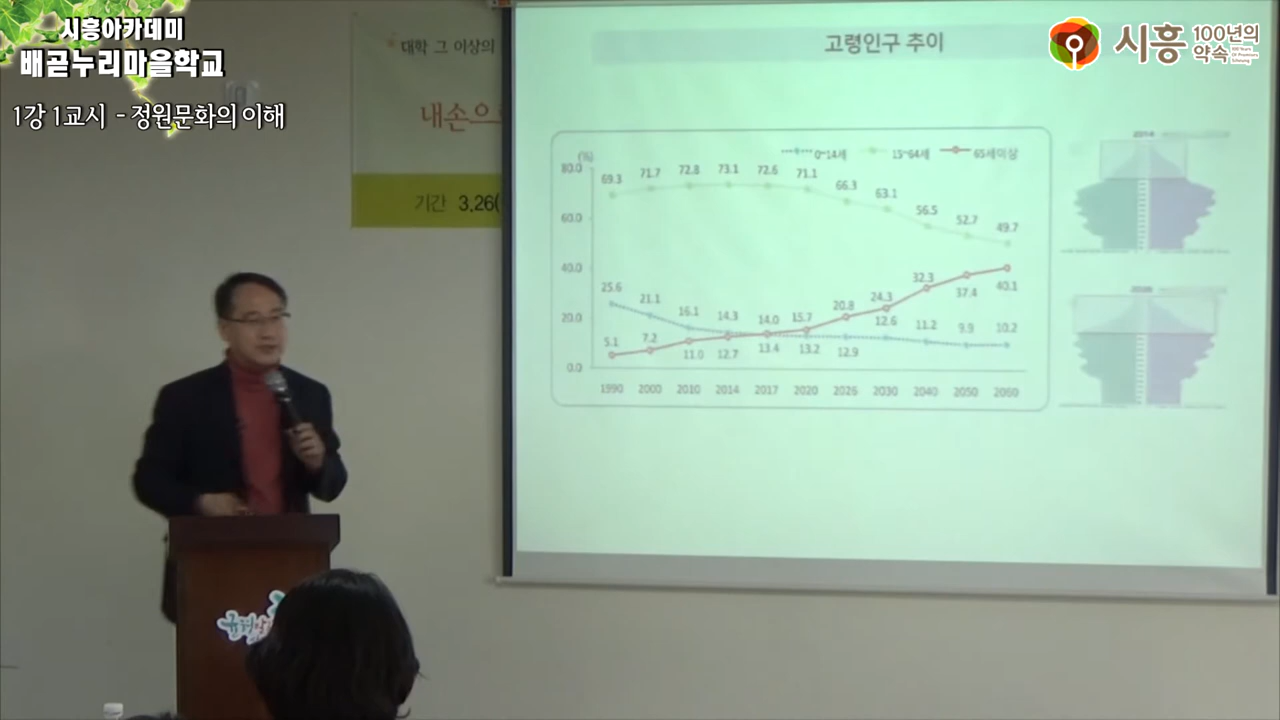 시흥아카데미
배곧누리마을학교
1강 1교시 - 정원문화의 이해
시흥 100년의 약속
대학 그 이상의
내손으로
기간 3.26(
고령인구 추이
(%)
0~14세 15~64세 65세이상
80.0
60.0
40.0
20.0
0.0
69.3 71.7 72.8 73.1 72.6 71.1 66.3 63.1 56.5 52.7 49.7
25.6 21.1 16.1 14.3 14.0 15.7 20.8 24.3 32.3 37.4 40.1
5.1 7.2 11.0 12.7 13.4 13.2 12.9 12.6 11.2 9.9 10.2
1990 2000 2010 2014 2017 2020 2026 2030 2040 2050 2060
2014